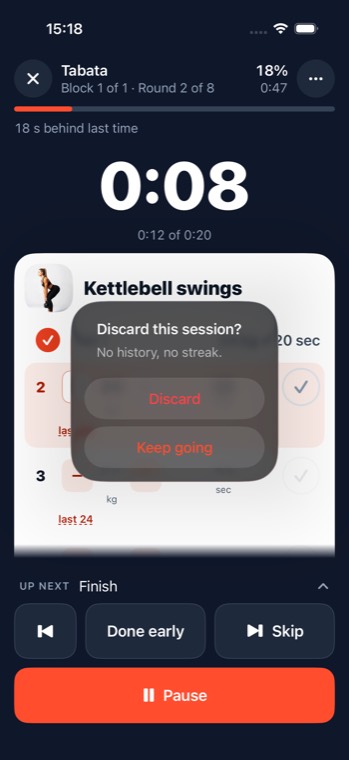 15:18
Tabata
18%
Block 1 of 1 · Round 2 of 8
0:47
18 s behind last time
0:08
0:12 of 0:20
Kettlebell swings
20 sec
Discard this session?
No history, no streak.
2
Discard
Keep going
3
kg
sec
last 24
UP NEXT Finish
Done early
Skip
Pause